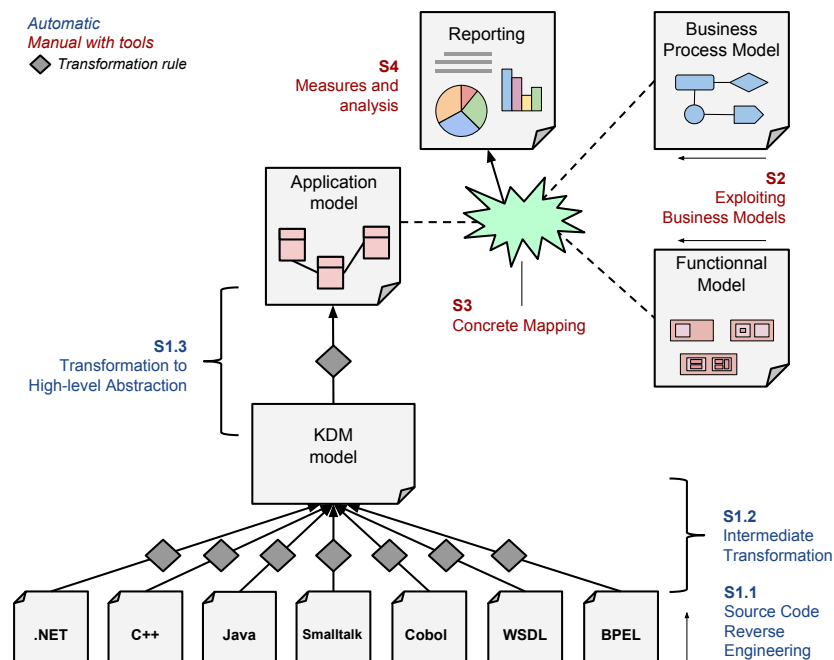 Automatic
Manual with tools
Transformation rule
Reporting
S4
Measures and
analysis
Business
Process Model
S2
Exploiting
Business Models
Application
model
Functionnal
Model
S3
Concrete Mapping
S1.3
Transformation to
High-level Abstraction
KDM
model
S1.2
Intermediate
Transformation
S1.1
Source Code
Reverse
Engineering
.NET
C++
Java
Smalltalk
Cobol
WSDL
BPEL